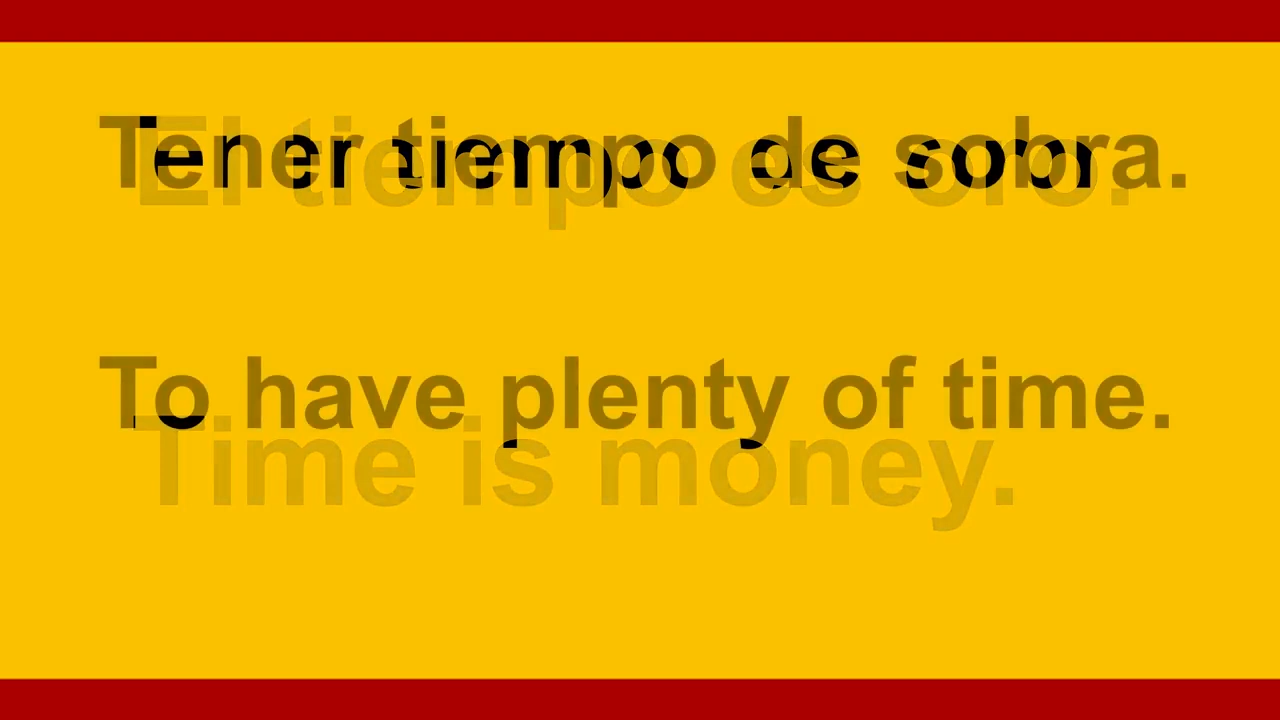 Tener tiempo de sobra.
El tiempo es oro.
To have plenty of time.
Time is money.